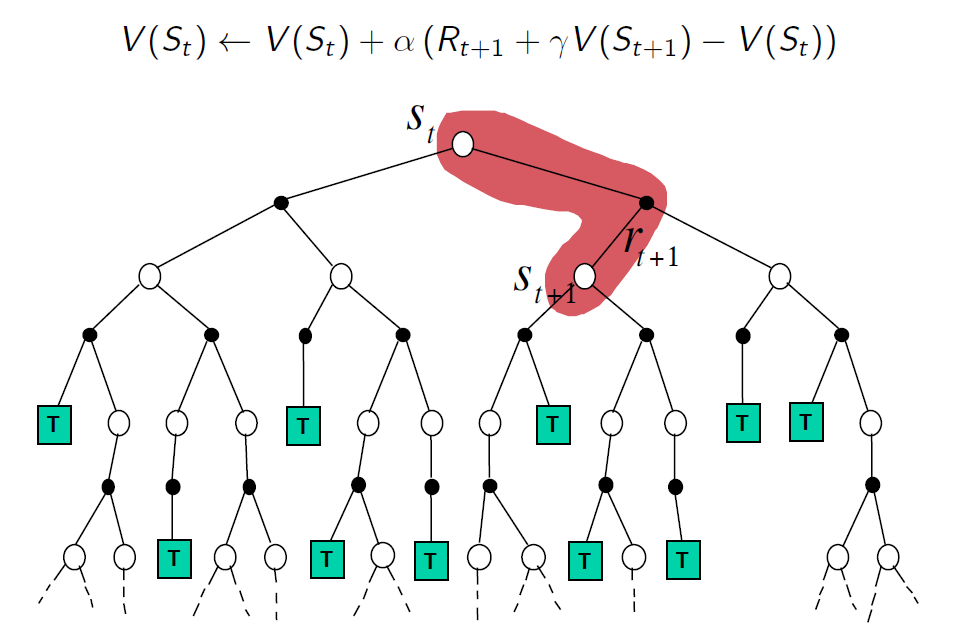 V(S_t) ← V(S_t) + α (R_{t+1} + γV(S_{t+1}) − V(S_t))
s_t
r_{t+1}
s_{t+1}
T T T T T
T T T T T